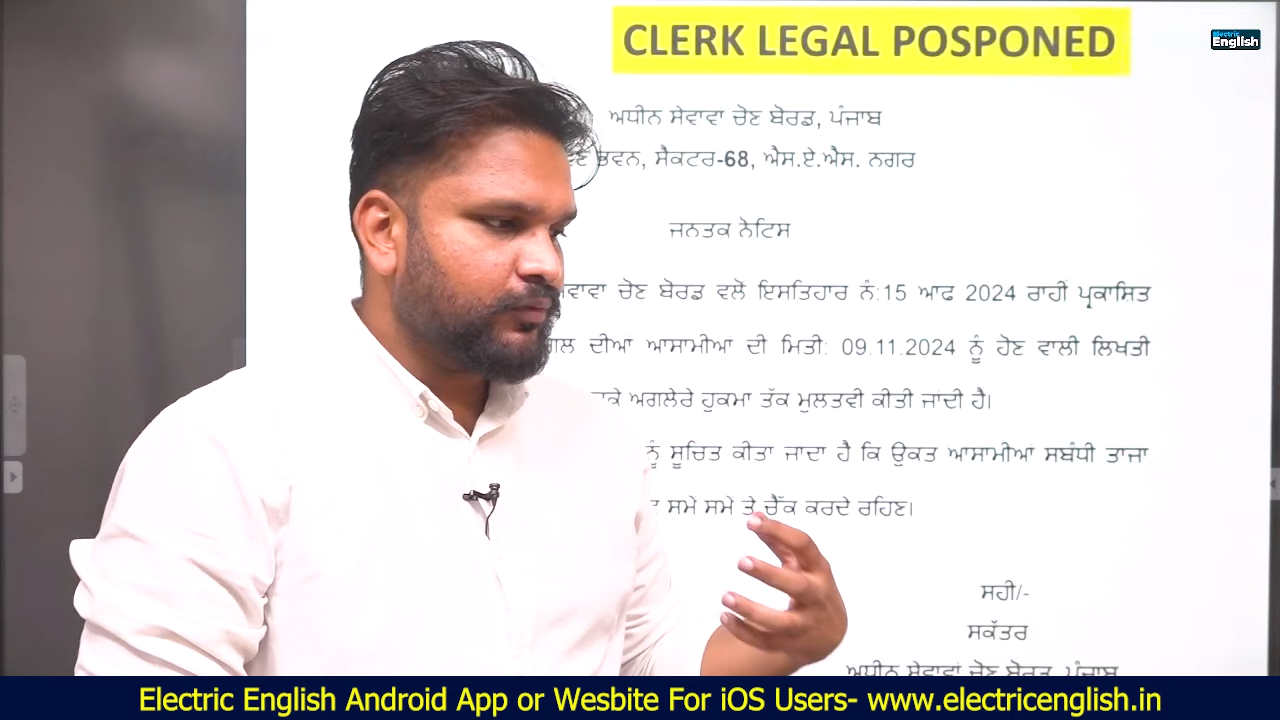 CLERK LEGAL POSPONED
Electric
English
ਅਧੀਨ ਸੇਵਾਵਾਂ ਚੋਣ ਬੋਰਡ, ਪੰਜਾਬ
ਭਵਨ, ਸੈਕਟਰ-68, ਐਸ.ਏ.ਐਸ. ਨਗਰ
ਜਨਤਕ ਨੋਟਿਸ
ਚੋਣ ਬੋਰਡ ਵਲੋਂ ਇਸਤਿਹਾਰ ਨੰ:15 ਆਫ 2024 ਰਾਹੀਂ ਪ੍ਰਕਾਸ਼ਿਤ
ਦੀਆਂ ਆਸਾਮੀਆਂ ਦੀ ਮਿਤੀ: 09.11.2024 ਨੂੰ ਹੋਣ ਵਾਲੀ ਲਿਖਤੀ
ਅਗਲੇਰੇ ਹੁਕਮਾ ਤੱਕ ਮੁਲਤਵੀ ਕੀਤੀ ਜਾਂਦੀ ਹੈ।
ਨੂੰ ਸੂਚਿਤ ਕੀਤਾ ਜਾਂਦਾ ਹੈ ਕਿ ਉਕਤ ਆਸਾਮੀਆਂ ਸਬੰਧੀ ਤਾਜਾ
ਸਮੇਂ ਸਮੇਂ ਤੇ ਚੈੱਕ ਕਰਦੇ ਰਹਿਣ।
ਸਹੀ/-
ਸਕੱਤਰ
ਅਧੀਨ ਸੇਵਾਵਾਂ ਚੋਣ ਬੋਰਡ, ਪੰਜਾਬ
Electric English Android App or Wesbite For iOS Users- www.electricenglish.in